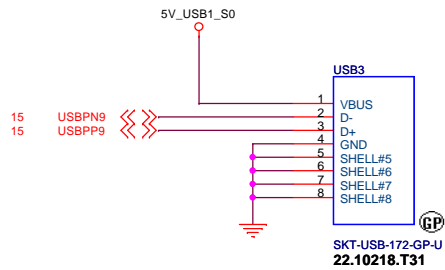 5V_USB1_S0
USB3
1 VBUS
15 USBPN9 2 D-
15 USBPP9 3 D+
4 GND
5 SHELL#5
6 SHELL#6
7 SHELL#7
8 SHELL#8
GP
SKT-USB-172-GP-U
22.10218.T31